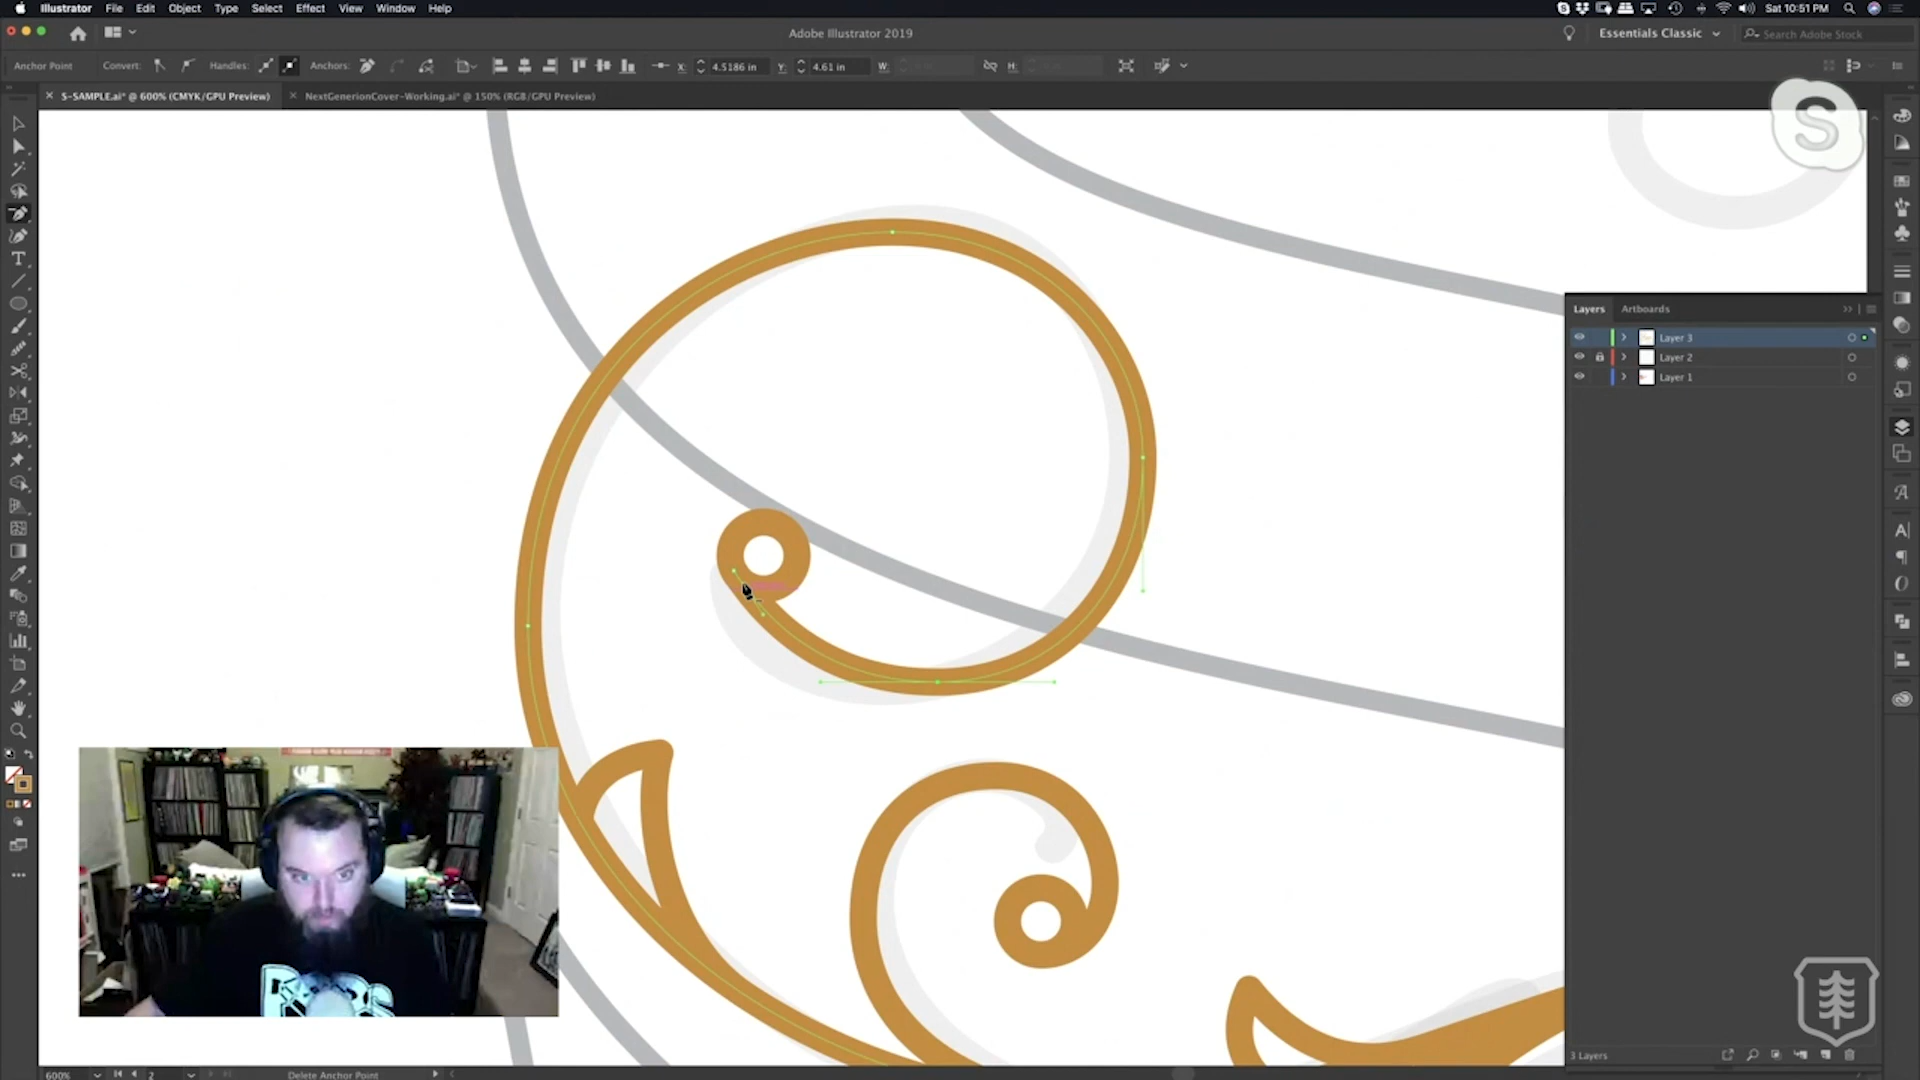 Illustrator File Edit Object Type Select Effect View Window Help
Sat 10:51 PM
Adobe Illustrator 2019
Essentials Classic
Search Adobe Stock
Anchor Point Convert: Handles: Anchors: X: 4.5186 in Y: 4.61 in W: H:
S-SAMPLE.ai* @ 600% (CMYK/GPU Preview) NextGenerionCover-Working.ai* @ 150% (RGB/GPU Preview)
S
Layers Artboards
Layer 3
Layer 2
Layer 1
3 Layers
600% 2 Delete Anchor Point